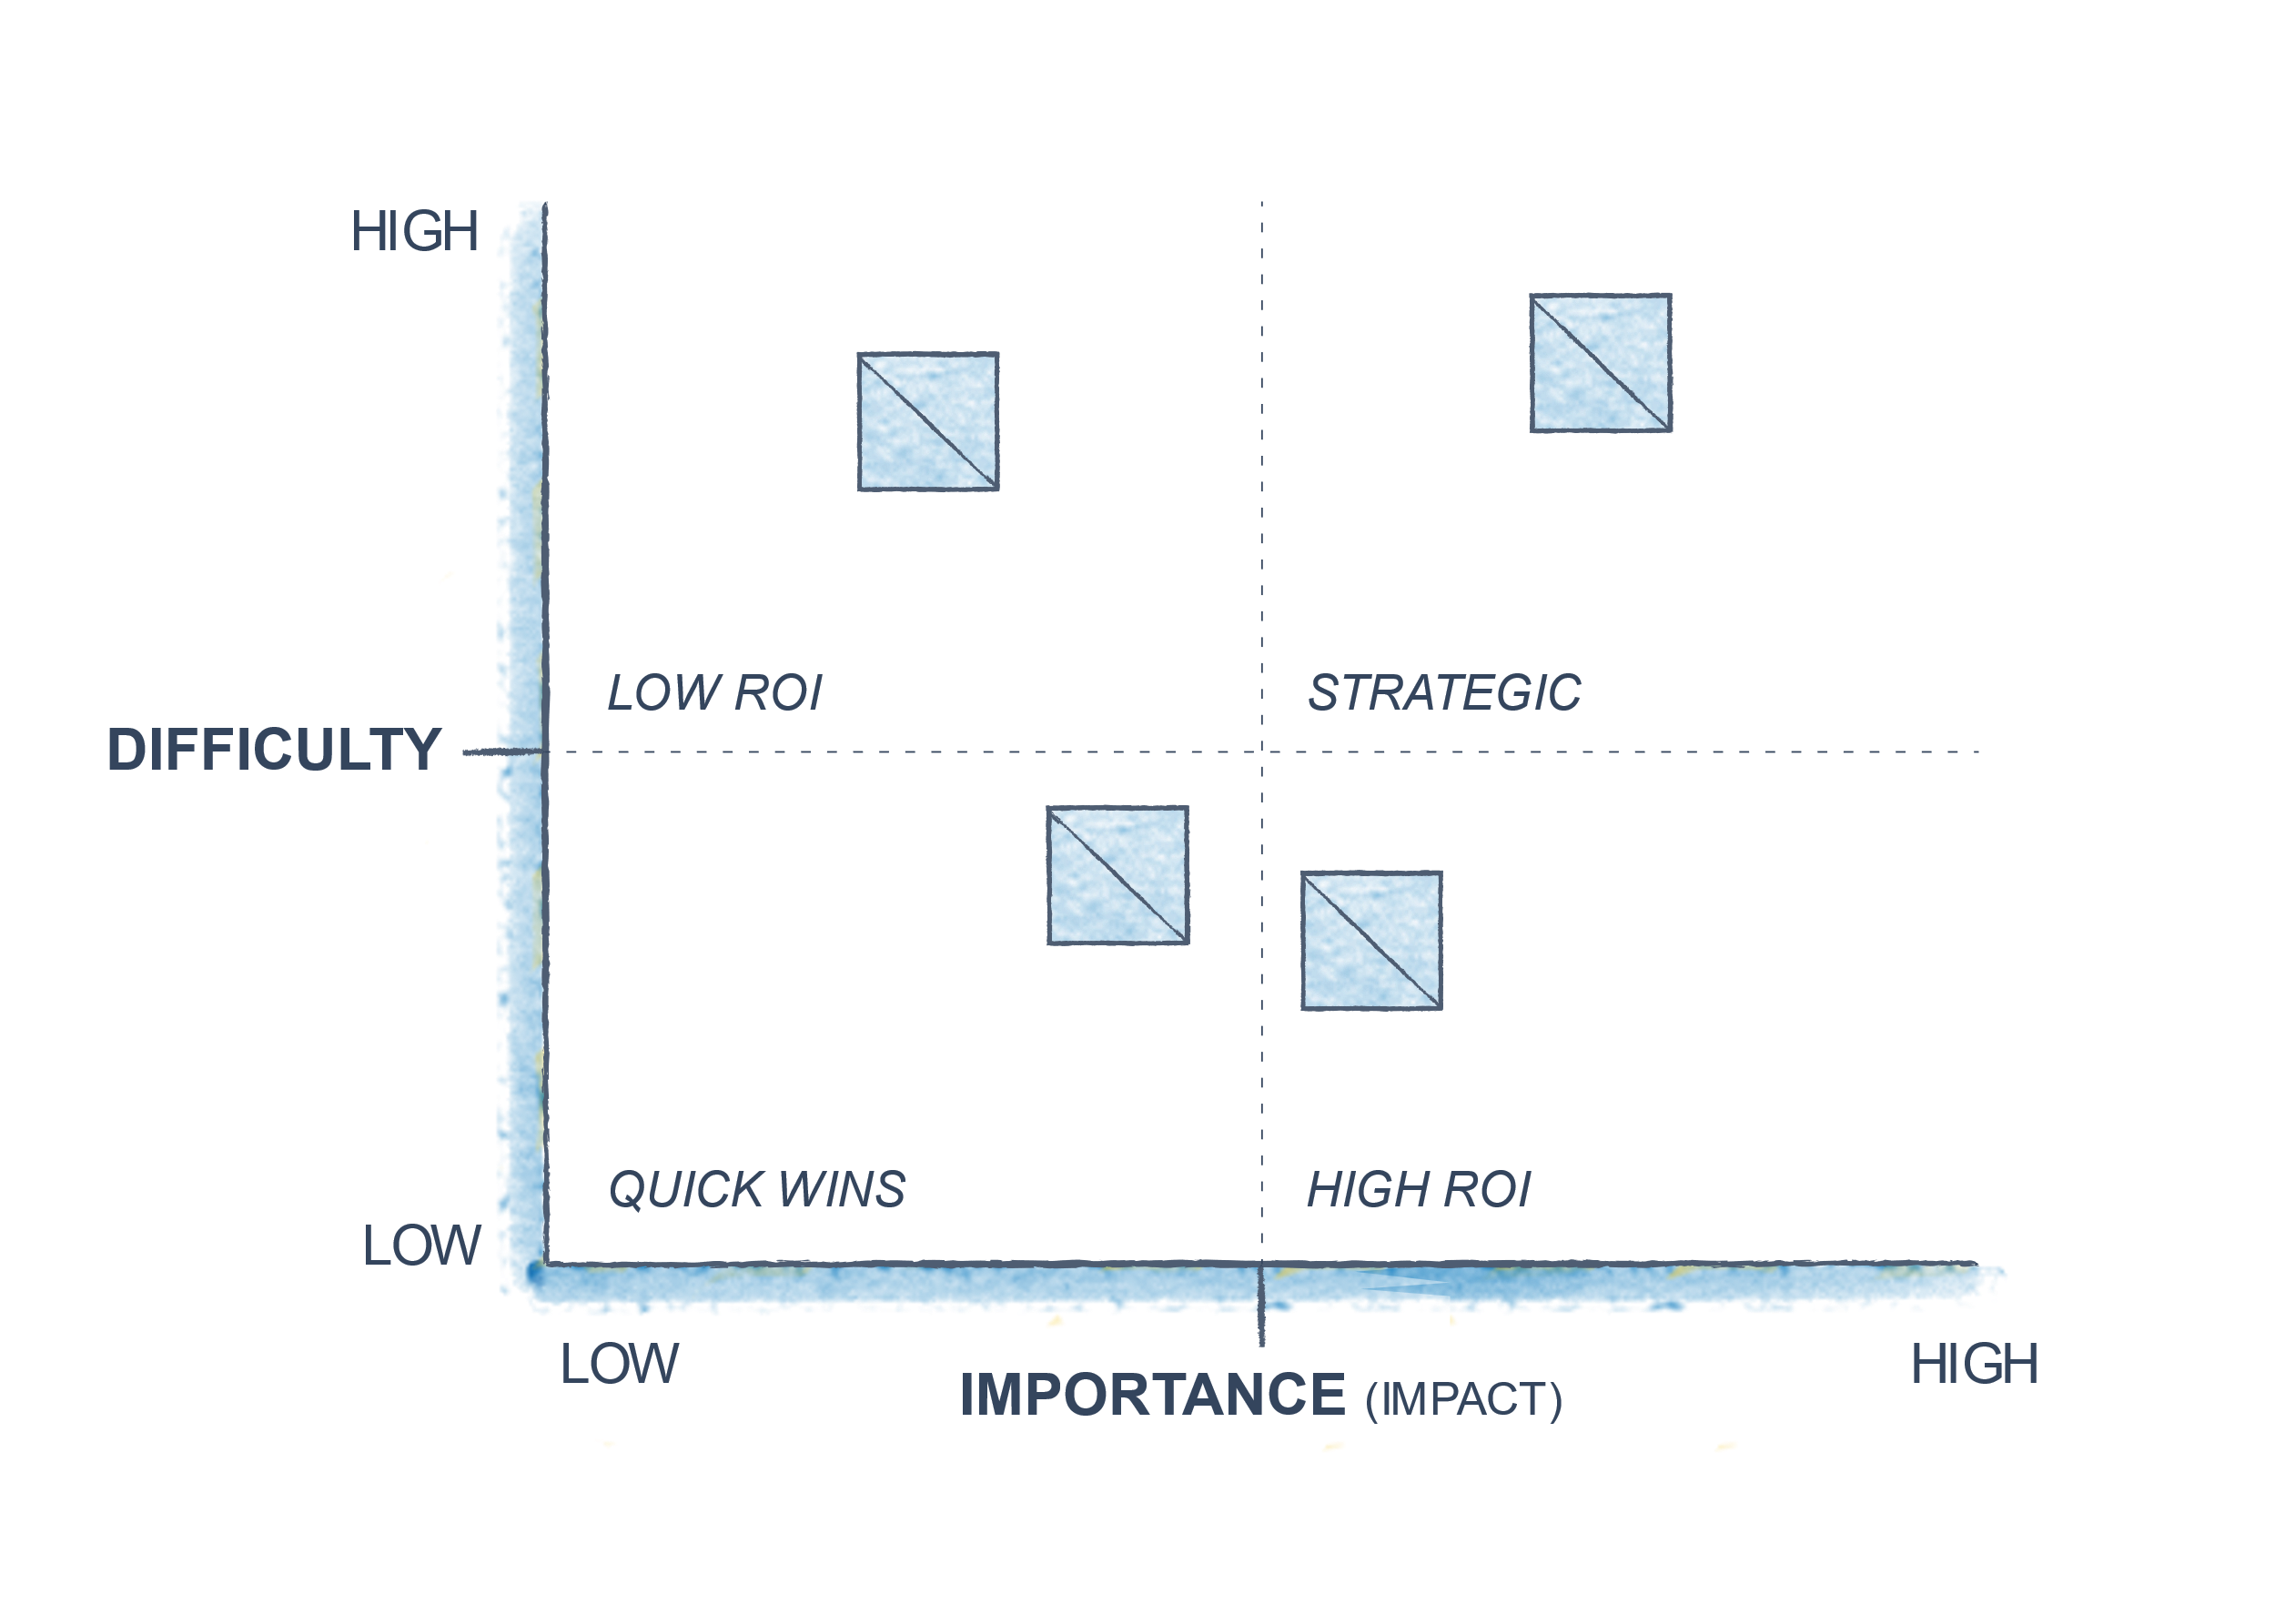 HIGH
LOW ROI
STRATEGIC
DIFFICULTY
QUICK WINS
HIGH ROI
LOW
LOW
HIGH
IMPORTANCE (IMPACT)